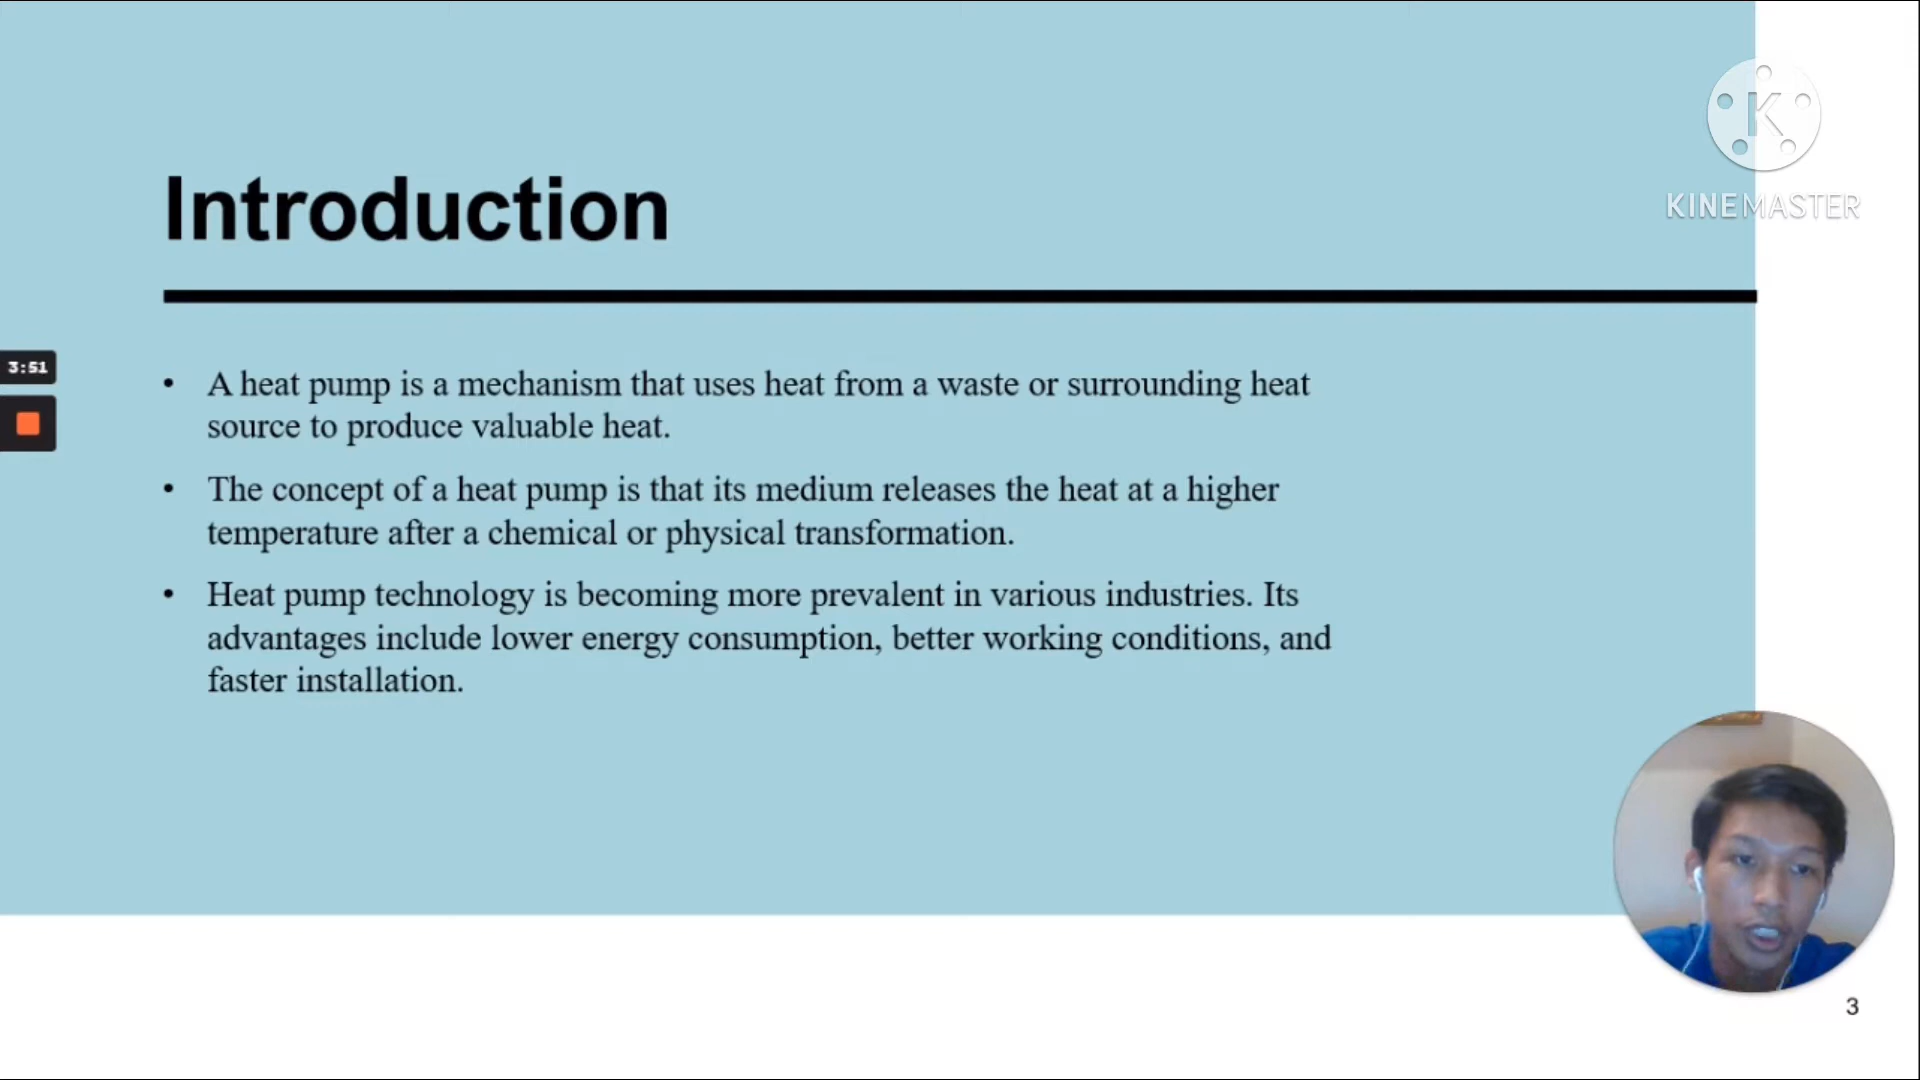 K
KINEMASTER
Introduction
3:51
• A heat pump is a mechanism that uses heat from a waste or surrounding heat
source to produce valuable heat.
• The concept of a heat pump is that its medium releases the heat at a higher
temperature after a chemical or physical transformation.
• Heat pump technology is becoming more prevalent in various industries. Its
advantages include lower energy consumption, better working conditions, and
faster installation.
3